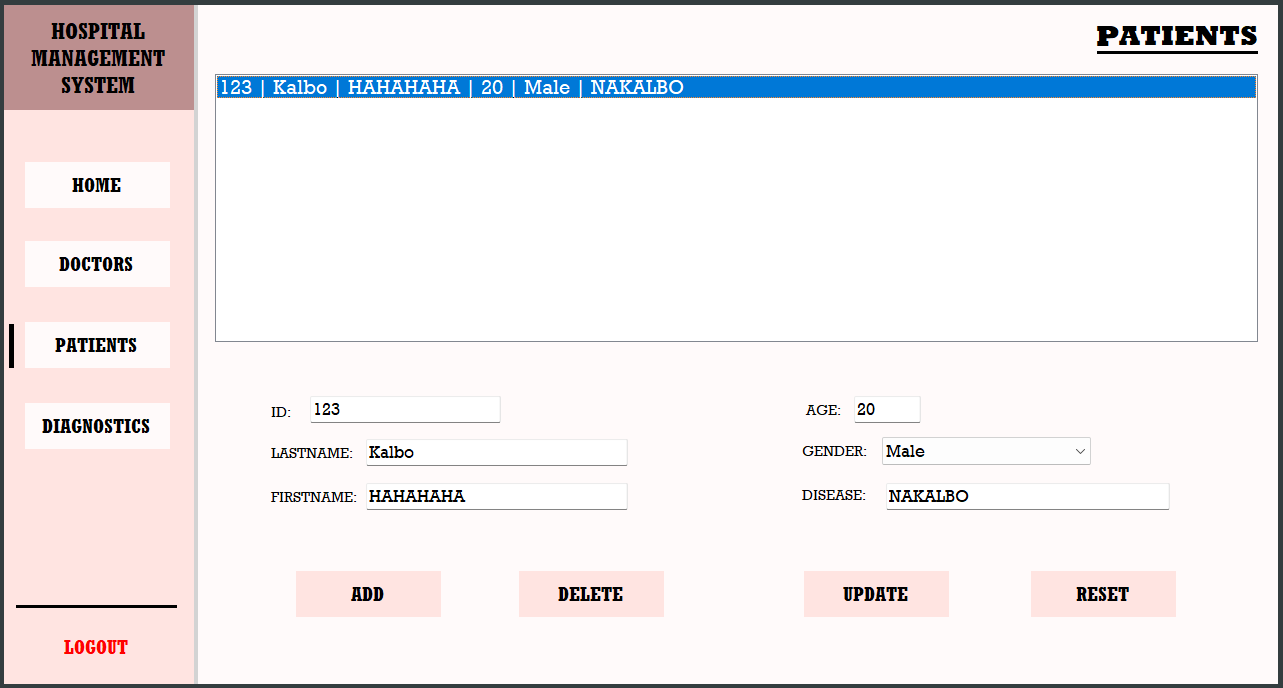 HOSPITAL
MANAGEMENT
SYSTEM
HOME
DOCTORS
PATIENTS
DIAGNOSTICS
LOGOUT
PATIENTS
123 | Kalbo | HAHAHAHA | 20 | Male | NAKALBO
ID: 123
AGE: 20
LASTNAME: Kalbo
GENDER: Male
FIRSTNAME: HAHAHAHA
DISEASE: NAKALBO
ADD DELETE UPDATE RESET